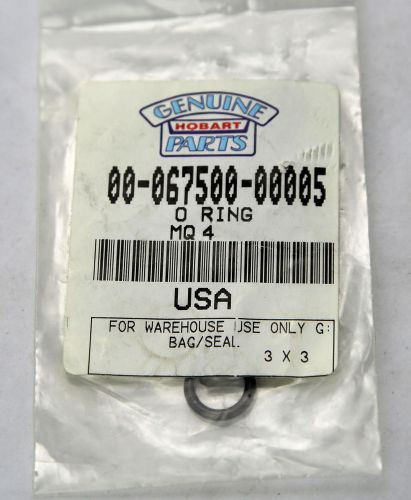 GENUINE
HOBART
PARTS
00-067500-00005
O RING
MQ 4
USA
FOR WAREHOUSE USE ONLY G:
BAG/SEAL
3 X 3